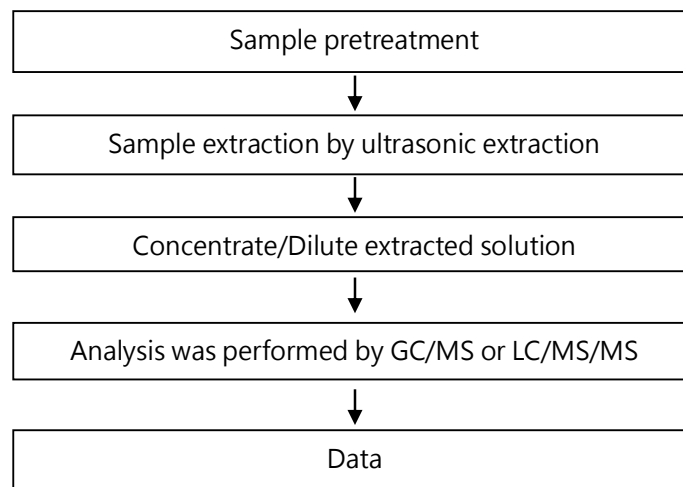 Sample pretreatment
Sample extraction by ultrasonic extraction
Concentrate/Dilute extracted solution
Analysis was performed by GC/MS or LC/MS/MS
Data